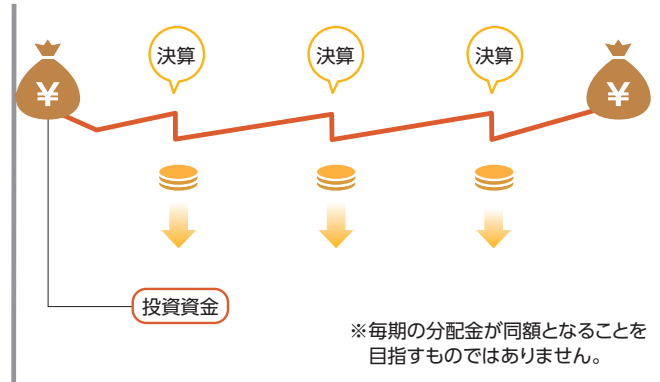 決算 決算 決算
¥ ¥
投資資金
※毎期の分配金が同額となることを
目指すものではありません。